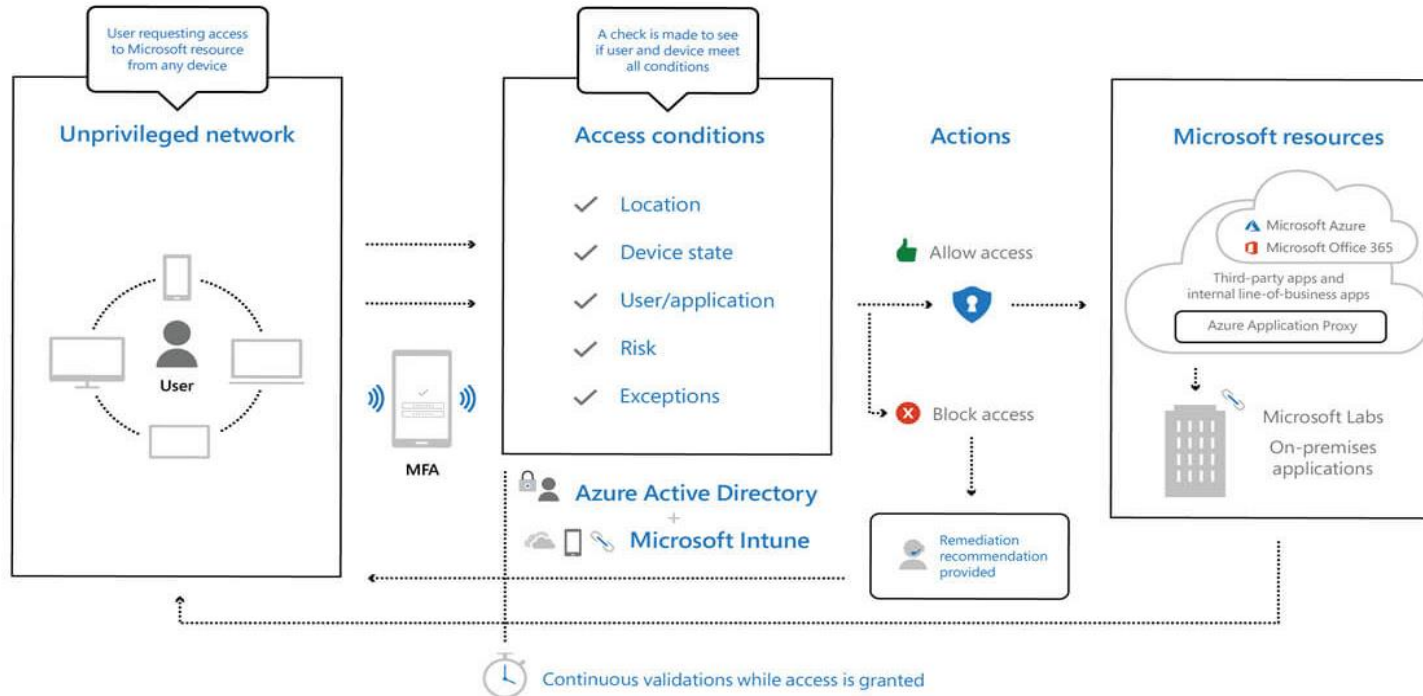 User requesting access
to Microsoft resource
from any device
A check is made to see
if user and device meet
all conditions
Unprivileged network
Access conditions
Actions
Microsoft resources
Location
Device state
User/application
Risk
Exceptions
User
MFA
Allow access
Block access
Microsoft Azure
Microsoft Office 365
Third-party apps and
internal line-of-business apps
Azure Application Proxy
Microsoft Labs
On-premises
applications
Azure Active Directory
+
Microsoft Intune
Remediation
recommendation
provided
Continuous validations while access is granted